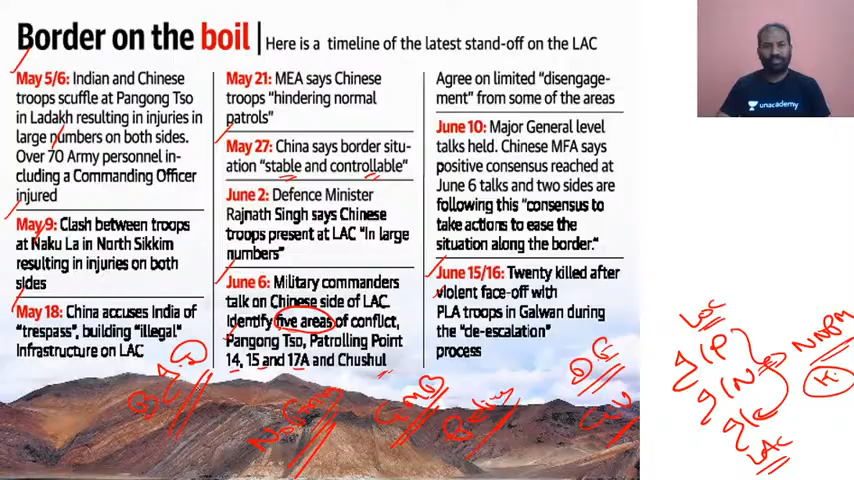 Border on the boil
Here is a timeline of the latest stand-off on the LAC
May 5/6: Indian and Chinese
troops scuffle at Pangong Tso
in Ladakh resulting in injuries in
large numbers on both sides.
Over 70 Army personnel in-
cluding a Commanding Officer
injured
May 9: Clash between troops
at Naku La in North Sikkim
resulting in injuries on both
sides
May 18: China accuses India of
"trespass", building "illegal"
Infrastructure on LAC
May 21: MEA says Chinese
troops "hindering normal
patrols"
May 27: China says border situ-
ation "stable and controllable"
June 2: Defence Minister
Rajnath Singh says Chinese
troops present at LAC "In large
numbers"
June 6: Military commanders
talk on Chinese side of LAC.
Identify five areas of conflict,
Pangong Tso, Patrolling Point
14, 15 and 17A and Chushul
Agree on limited "disengage-
ment" from some of the areas
June 10: Major General level
talks held. Chinese MFA says
positive consensus reached at
June 6 talks and two sides are
following this "consensus to
take actions to ease the
situation along the border."
June 15/16: Twenty killed after
violent face-off with
PLA troops in Galwan during
the "de-escalation"
process
unacademy
LAC